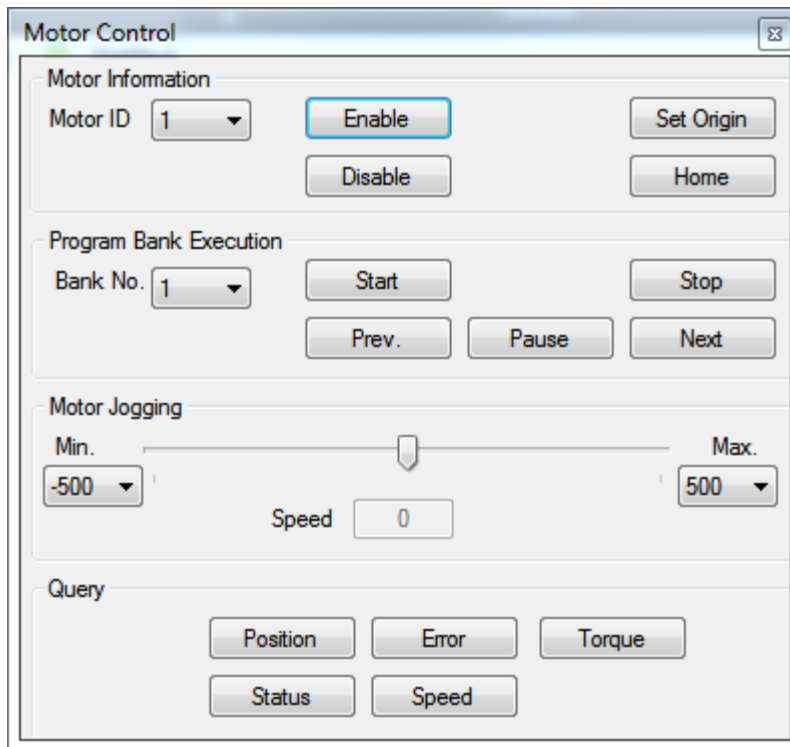 Motor Control
Motor Information
Motor ID 1 Enable Set Origin
Disable Home
Program Bank Execution
Bank No. 1 Start Stop
Prev. Pause Next
Motor Jogging
Min. Max.
-500 500
Speed 0
Query
Position Error Torque
Status Speed